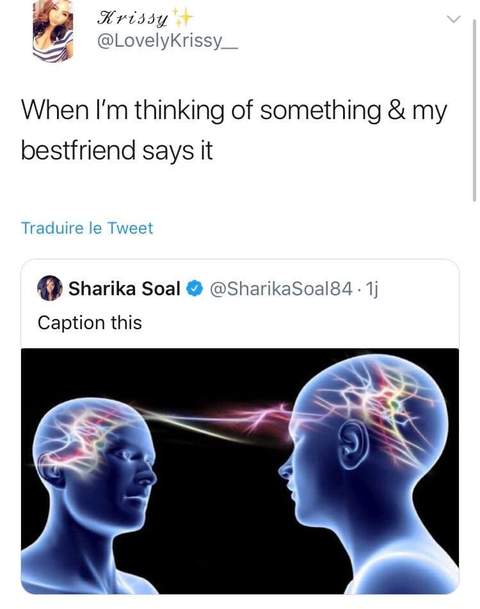 Krissy✨
@LovelyKrissy__
When I'm thinking of something & my
bestfriend says it
Traduire le Tweet
Sharika Soal @SharikaSoal84 · 1j
Caption this